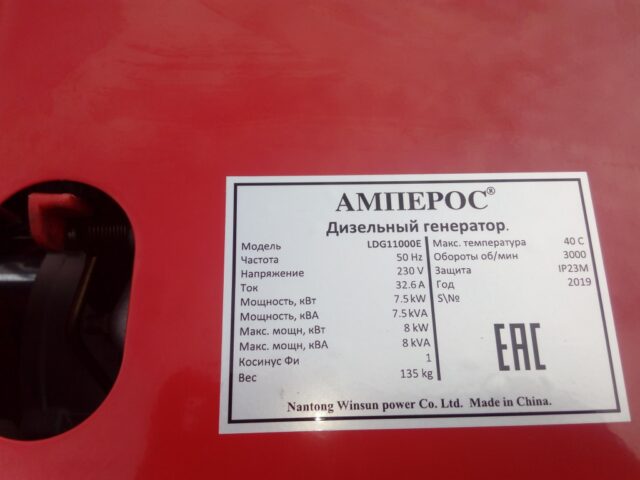 АМПЕРОС®
Дизельный генератор.
Модель LDG11000E
Частота 50 Hz
Напряжение 230 V
Ток 32.6 A
Мощность, кВт 7.5 kW
Мощность, кВА 7.5 kVA
Макс. мощн, кВт 8 kW
Макс. мощн, кВА 8 kVA
Косинус Фи 1
Вес 135 kg
Макс. температура 40 C
Обороты об/мин 3000
Защита IP23M
Год 2019
S\№
EAC
Nantong Winsun power Co. Ltd. Made in China.